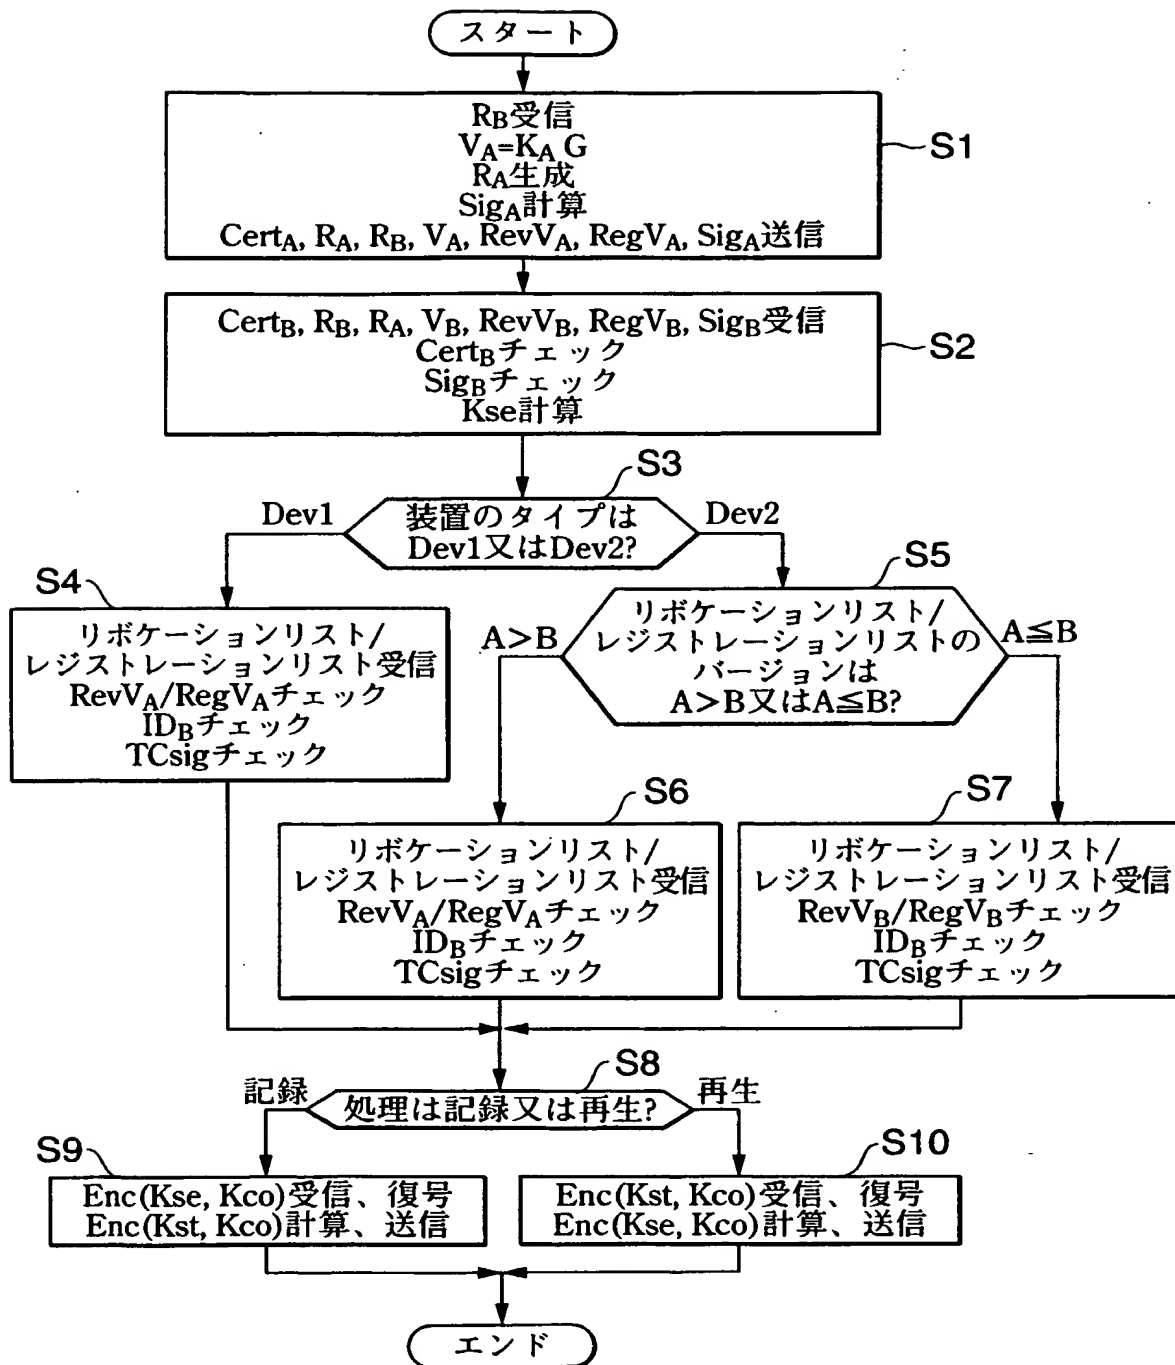 スタート
RB受信
VA=KA G
RA生成
SigA計算
CertA, RA, RB, VA, RevVA, RegVA, SigA送信
S1
CertB, RB, RA, VB, RevVB, RegVB, SigB受信
CertBチェック
SigBチェック
Kse計算
S2
S3
Dev1
装置のタイプは
Dev1又はDev2?
Dev2
S4
リボケーションリスト/
レジストレーションリスト受信
RevVA/RegVAチェック
IDBチェック
TCsigチェック
S5
A>B
リボケーションリスト/
レジストレーションリストの
バージョンは
A>B又はA≦B?
A≦B
S6
リボケーションリスト/
レジストレーションリスト受信
RevVA/RegVAチェック
IDBチェック
TCsigチェック
S7
リボケーションリスト/
レジストレーションリスト受信
RevVB/RegVBチェック
IDBチェック
TCsigチェック
S8
記録
処理は記録又は再生?
再生
S9
Enc(Kse, Kco)受信、復号
Enc(Kst, Kco)計算、送信
S10
Enc(Kst, Kco)受信、復号
Enc(Kse, Kco)計算、送信
エンド